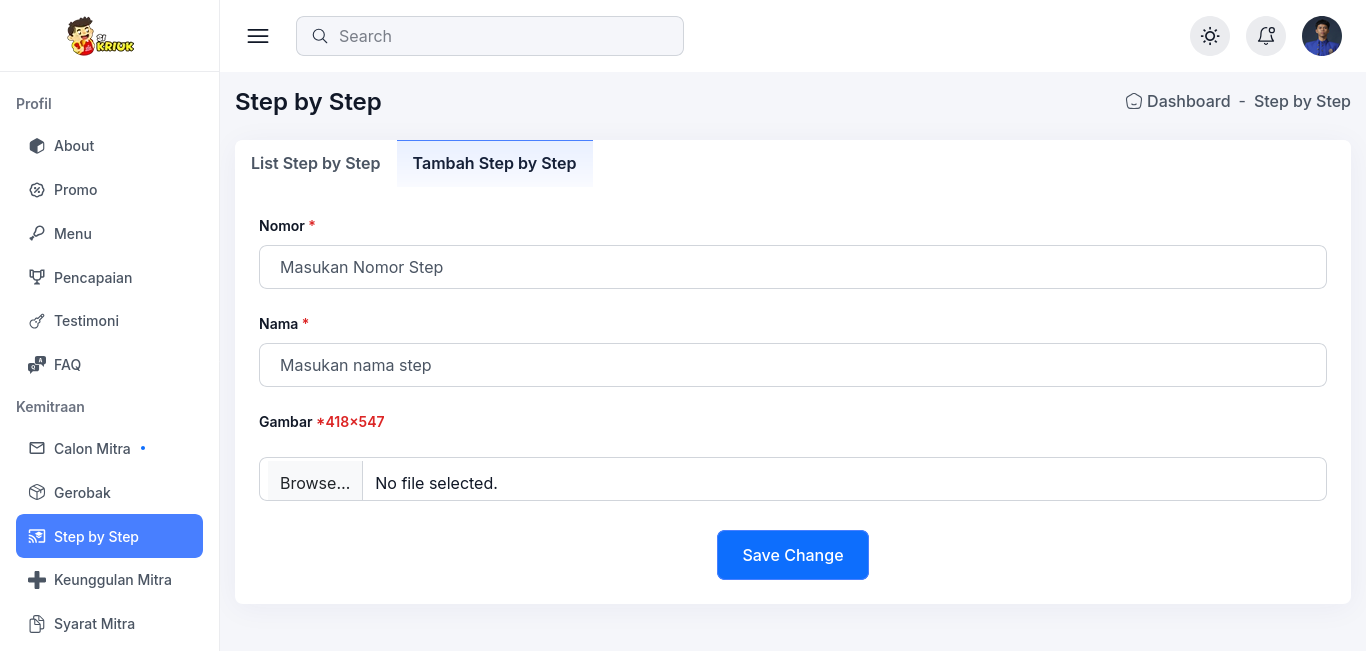 SI
KRIUK
Search
Profil
About
Promo
Menu
Pencapaian
Testimoni
FAQ
Kemitraan
Calon Mitra
Gerobak
Step by Step
Keunggulan Mitra
Syarat Mitra
Step by Step
Dashboard - Step by Step
List Step by Step
Tambah Step by Step
Nomor *
Masukan Nomor Step
Nama *
Masukan nama step
Gambar *418x547
Browse... No file selected.
Save Change